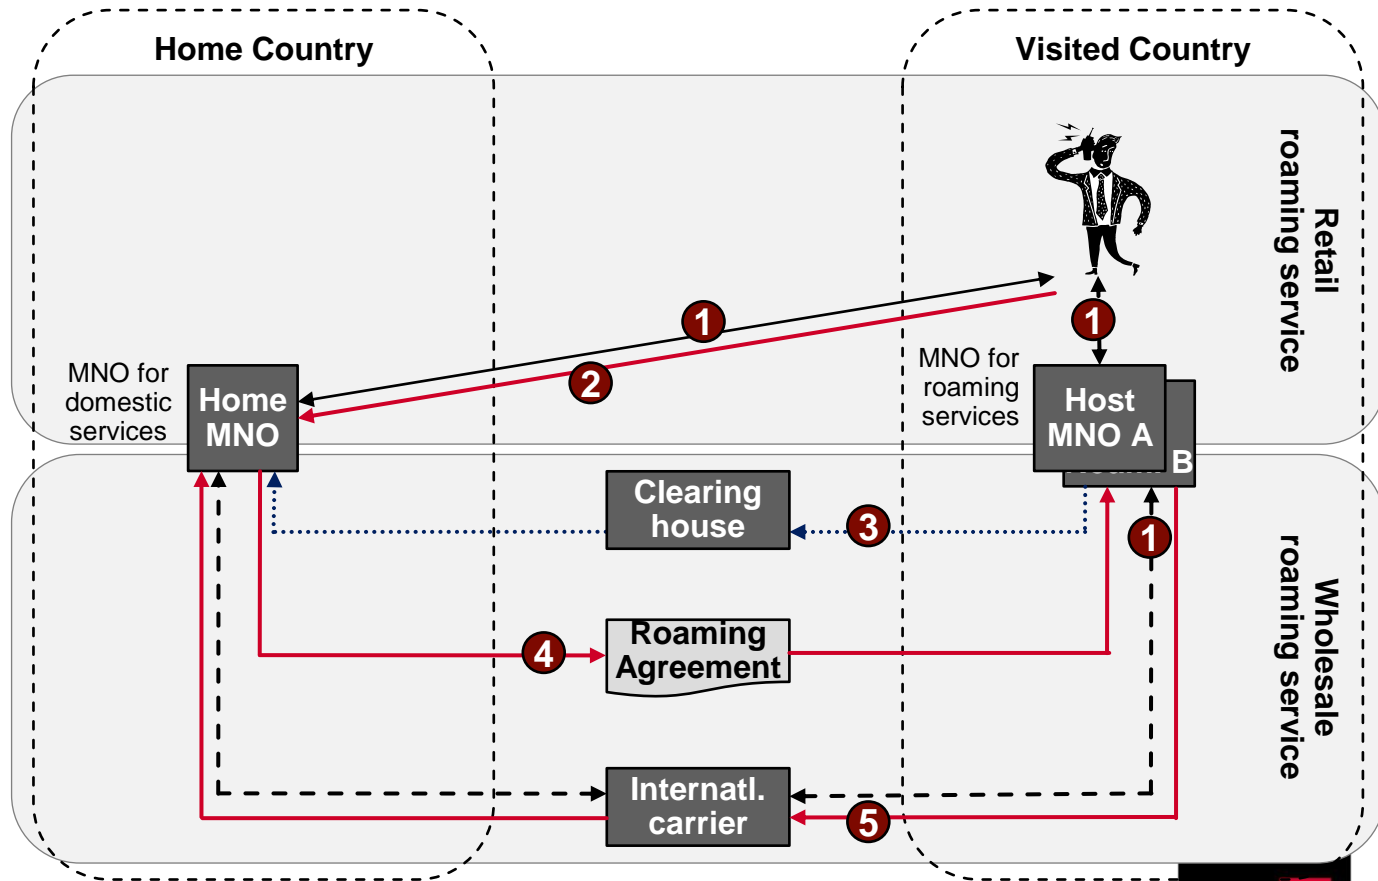 Home Country
Visited Country
Retail
roaming service
1
1
2
MNO for
domestic
services
Home
MNO
MNO for
roaming
services
Host
MNO A
B
Clearing
house
3
1
Wholesale
roaming service
4
Roaming
Agreement
Internatl.
carrier
5